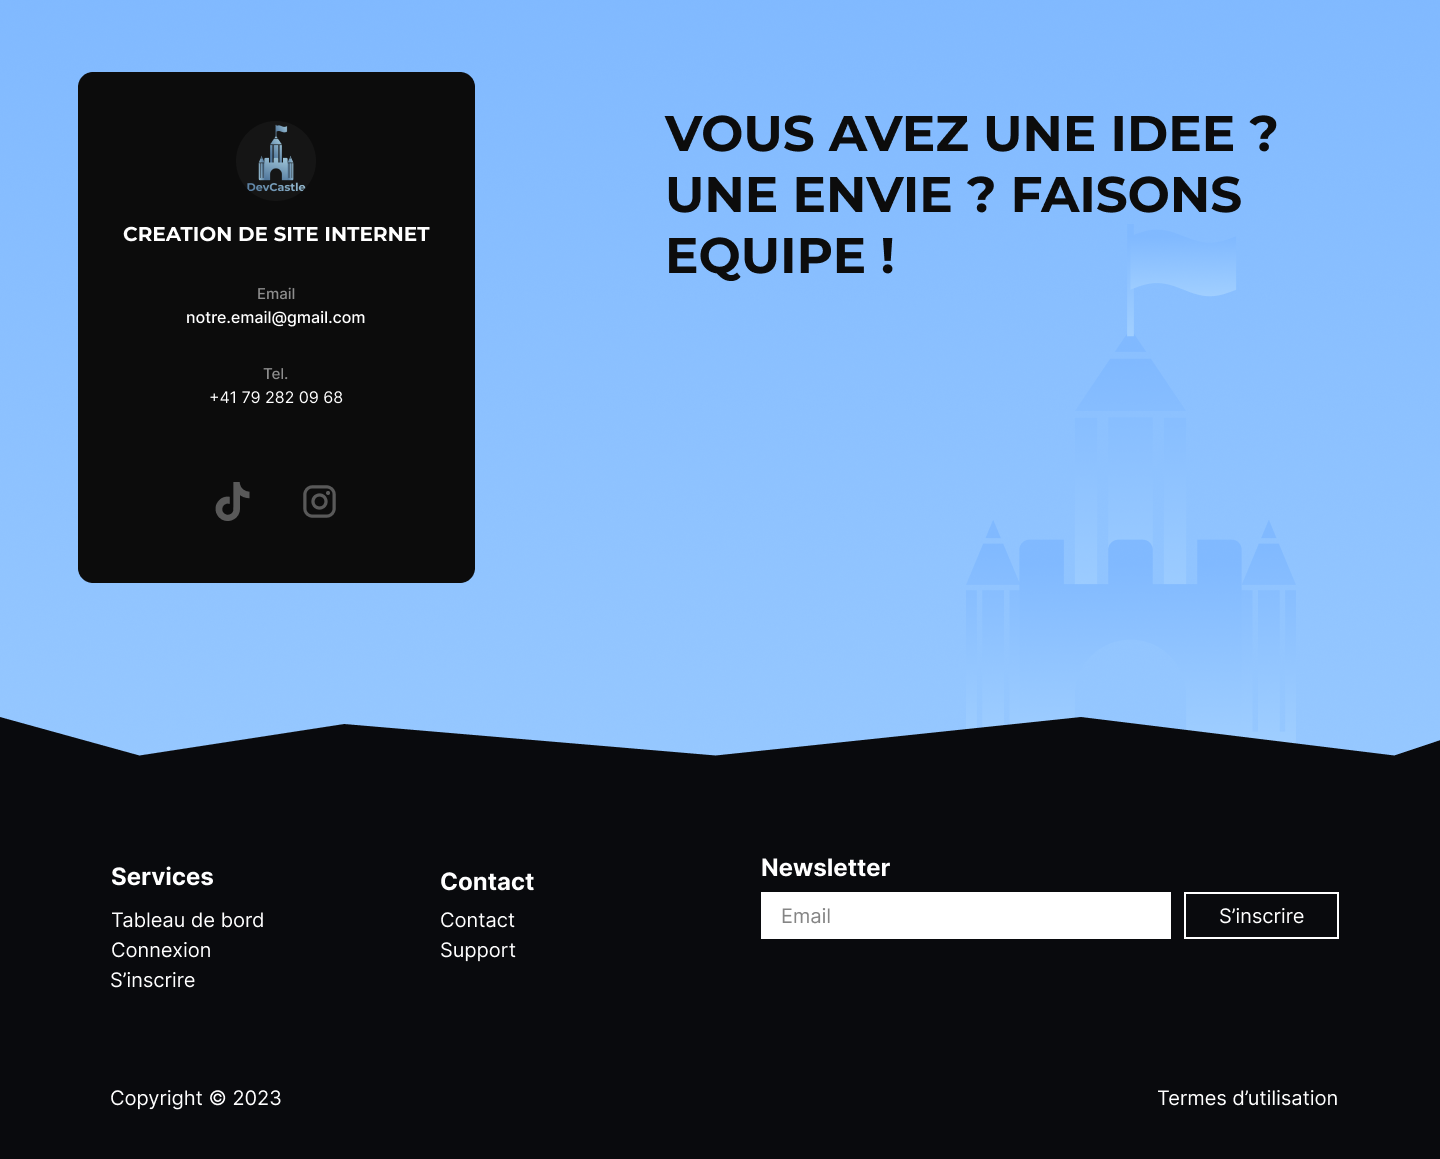 DevCastle
CREATION DE SITE INTERNET
Email
notre.email@gmail.com
Tel.
+41 79 282 09 68
VOUS AVEZ UNE IDEE ?
UNE ENVIE ? FAISONS
EQUIPE !
Services
Tableau de bord
Connexion
S’inscrire
Contact
Contact
Support
Newsletter
Email
S’inscrire
Copyright © 2023
Termes d’utilisation